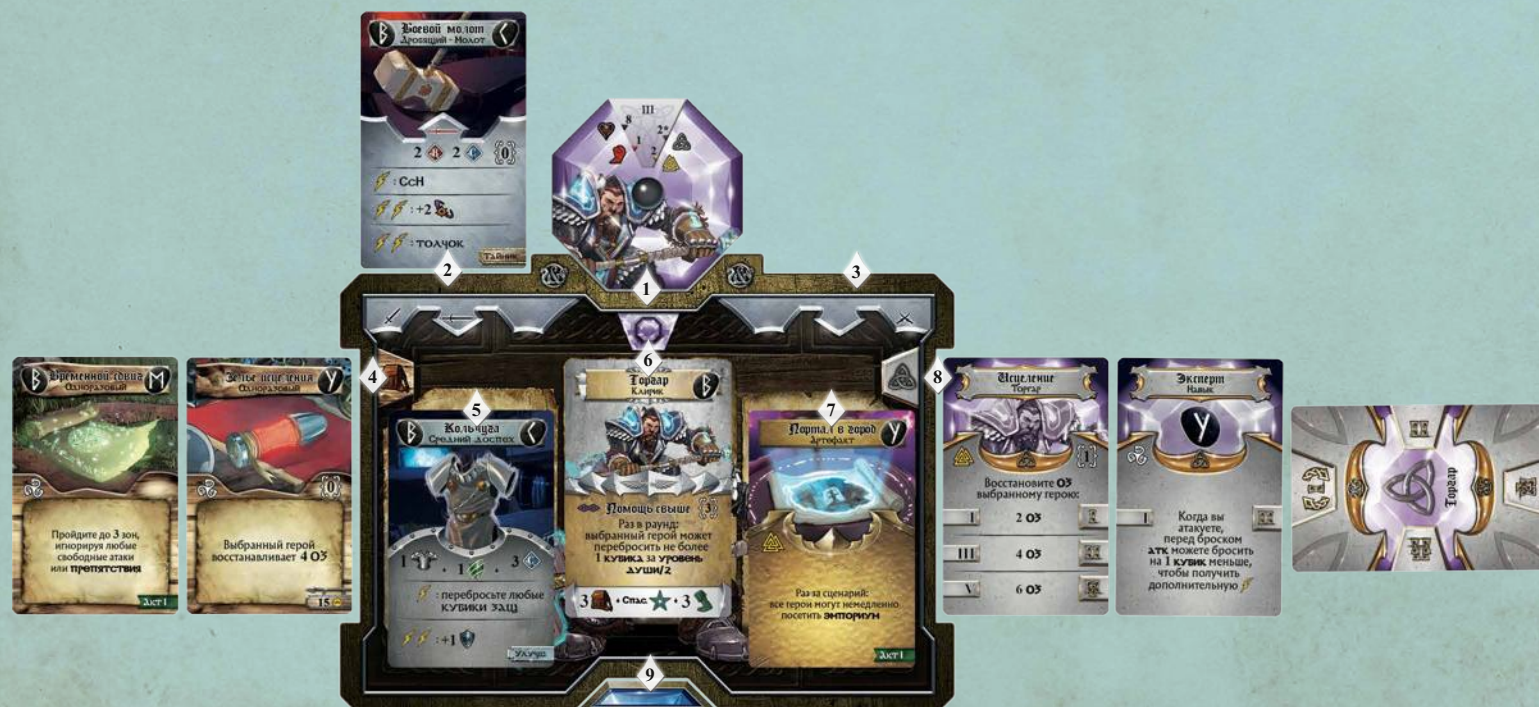 Боевой молот
Дробящий - Молот
2 2 0
: СсН
: +2
: толчок
Тайник
III
8
1
2*
2
2
3
1
6
4
8
Временной сдвиг
Одноразовый
Пройдите до 3 зон,
игнорируя любые
свободные атаки
или препятствия
Акт I
Зелье исцеления
Одноразовый
0
Выбранный герой
восстанавливает 4 ОЗ
15
5
Кольчуга
Средний доспех
1 . 1 . 3
: перебросьте любые
кубики защ
: +1
Улучш
Торгар
Клирик
Помощь свыше 3
Раз в раунд:
выбранный герой может
перебросить не более
1 кубика за уровень
души/2
3 • Спас. • 3
7
Портал в город
Артефакт
Раз за сценарий:
все герои могут немедленно
посетить эмпориум
Акт I
9
Исцеление
Торгар
1
Восстановите ОЗ
выбранному герою:
I 2 ОЗ
III 4 ОЗ
V 6 ОЗ
Эксперт
Навык
I
Когда вы
атакуете,
перед броском
атк можете бросить
на 1 кубик меньше,
чтобы получить
дополнительную
Торгар